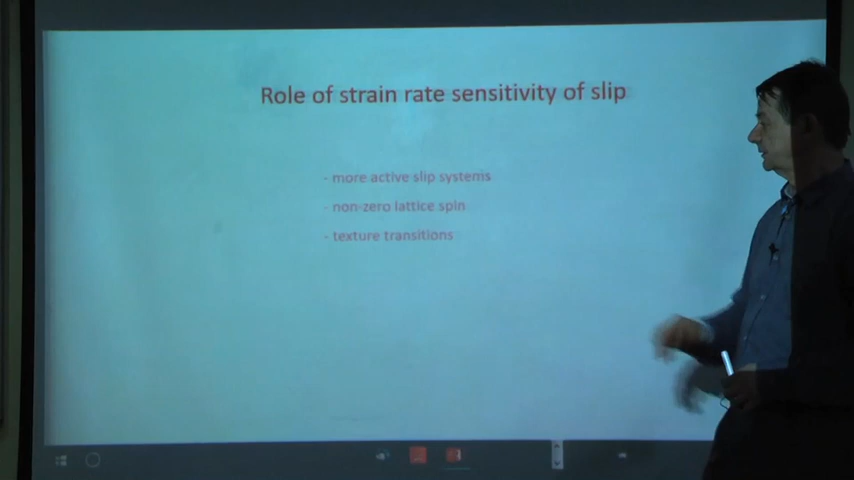 Role of strain rate sensitivity of slip
- more active slip systems
- non-zero lattice spin
- texture transitions